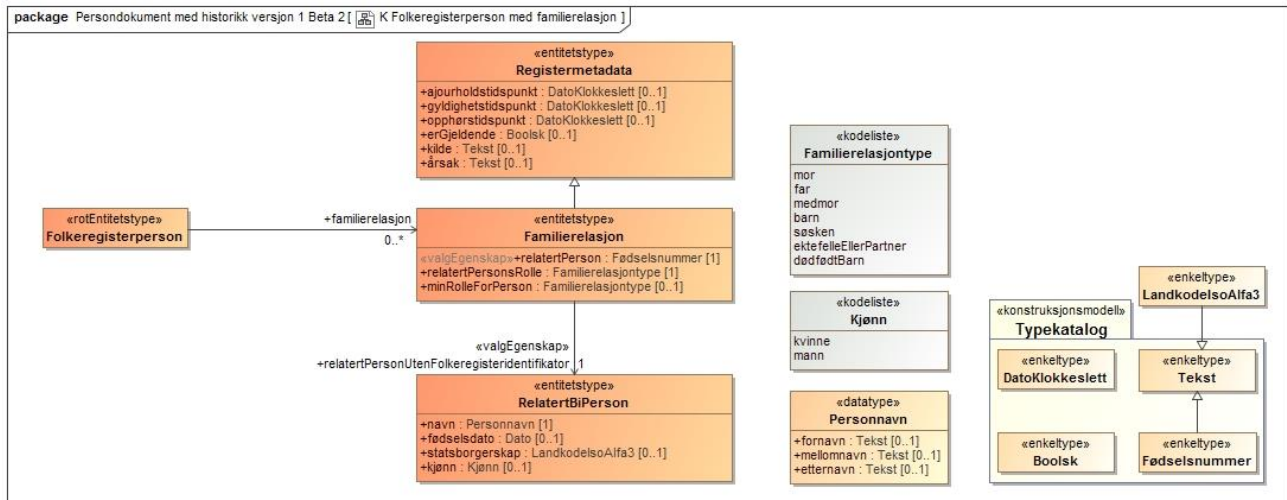 package Persondokument med historikk versjon 1 Beta 2 [ K Folkeregisterperson med familierelasjon ]
«entitetstype»
Registermetadata
+ajourholdstidspunkt : DatoKlokkeslett [0..1]
+gyldighetstidspunkt : DatoKlokkeslett [0..1]
+opphørstidspunkt : DatoKlokkeslett [0..1]
+erGjeldende : Boolsk [0..1]
+kilde : Tekst [0..1]
+årsak : Tekst [0..1]
«rotEntitetstype»
Folkeregisterperson
+familierelasjon
0..*
«entitetstype»
Familierelasjon
«valgEgenskap»+relatertPerson : Fødselsnummer [1]
+relatertPersonsRolle : Familierelasjontype [1]
+minRolleForPerson : Familierelasjontype [0..1]
«valgEgenskap»
+relatertPersonUtenFolkeregisteridentifikator 1
«entitetstype»
RelatertBiPerson
+navn : Personnavn [1]
+fødselsdato : Dato [0..1]
+statsborgerskap : LandkodeIsoAlfa3 [0..1]
+kjønn : Kjønn [0..1]
«kodeliste»
Familierelasjontype
mor
far
medmor
barn
søsken
ektefelleEllerPartner
dødfødtBarn
«kodeliste»
Kjønn
kvinne
mann
«datatype»
Personnavn
+fornavn : Tekst [0..1]
+mellomnavn : Tekst [0..1]
+etternavn : Tekst [0..1]
«enkeltype»
LandkodeIsoAlfa3
«konstruksjonsmodell»
Typekatalog
«enkeltype»
DatoKlokkeslett
«enkeltype»
Tekst
«enkeltype»
Boolsk
«enkeltype»
Fødselsnummer